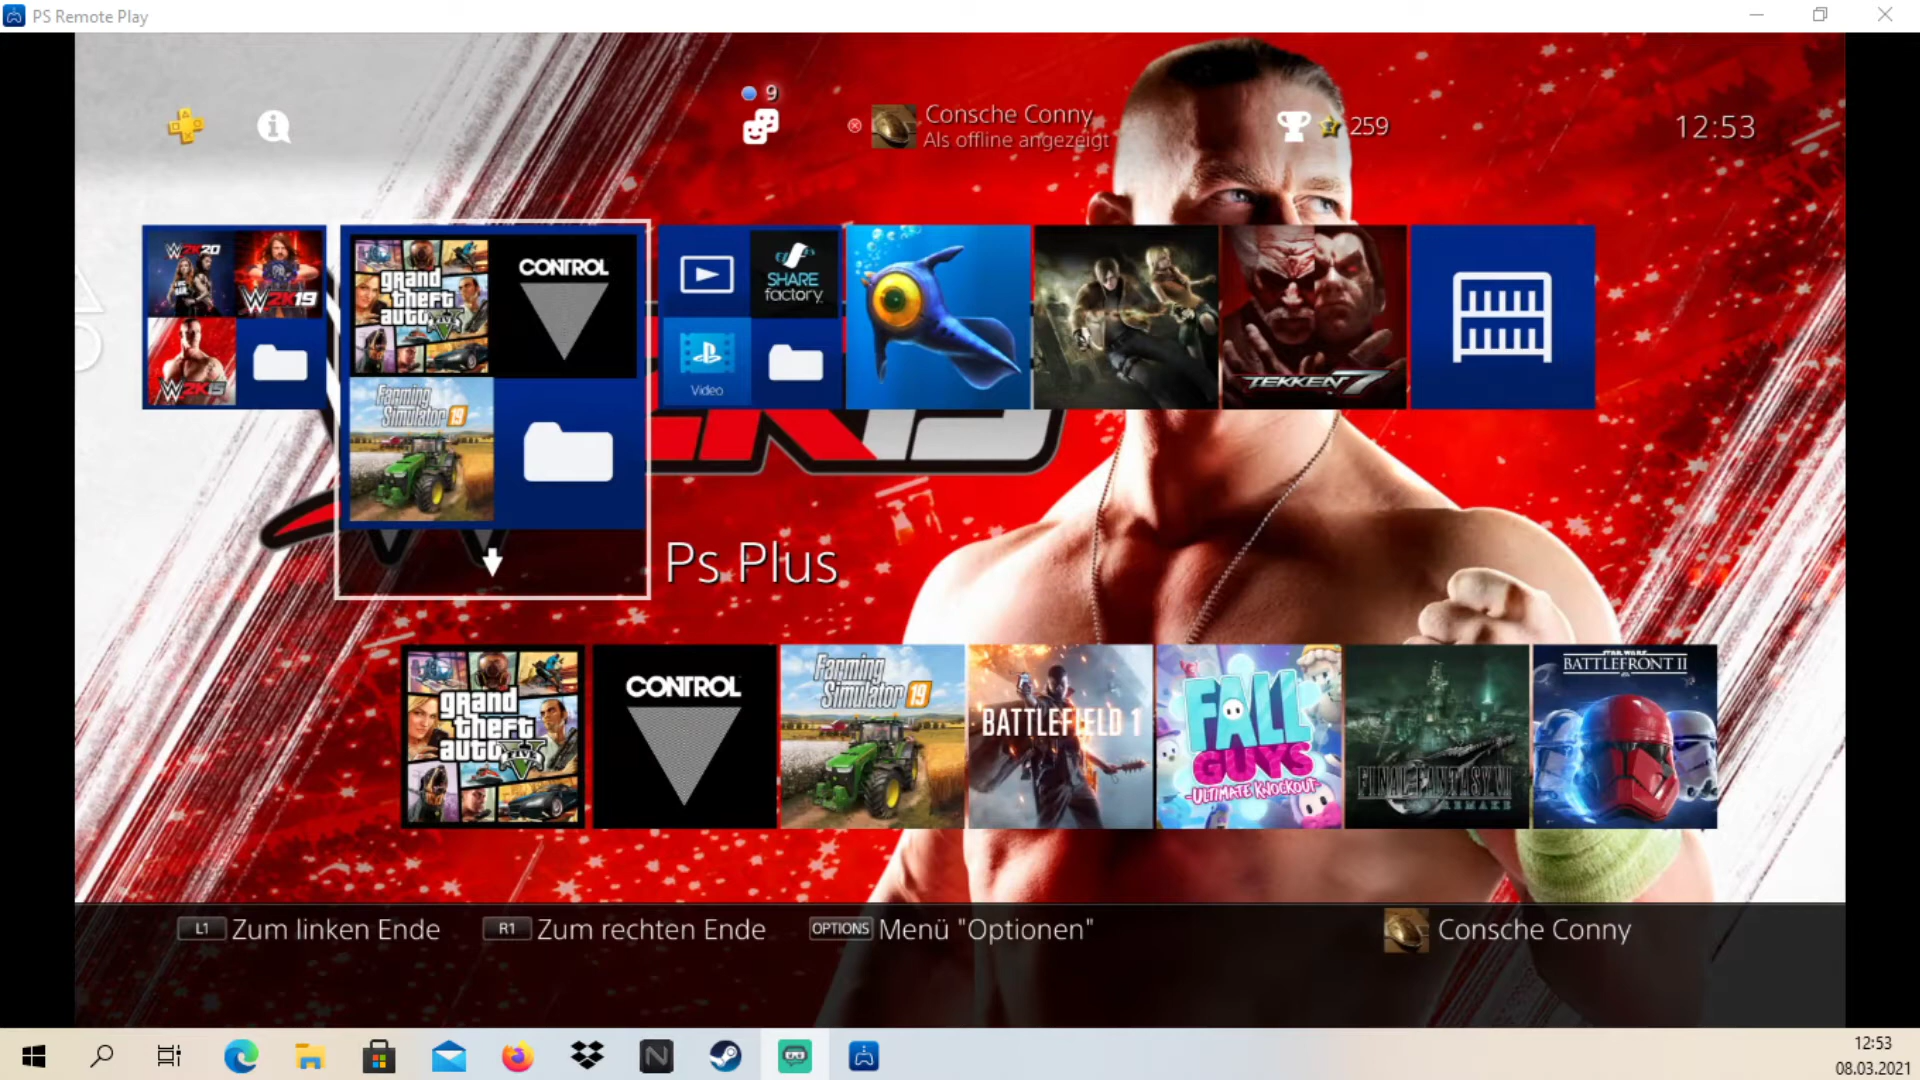 PS Remote Play
9
Consche Conny
Als offline angezeigt
259
12:53
W2K20
W2K19
W2K15
grand
theft
auto
V
CONTROL
Farming
Simulator 19
SHARE
factory
Video
TEKKEN 7
2K15
Ps Plus
grand
theft
auto
V
CONTROL
Farming
Simulator 19
BATTLEFIELD 1
FALL
GUYS
-ULTIMATE KNOCKOUT-
FINAL FANTASY VII
REMAKE
STAR WARS
BATTLEFRONT II
L1 Zum linken Ende
R1 Zum rechten Ende
OPTIONS Menü "Optionen"
Consche Conny
12:53
08.03.2021